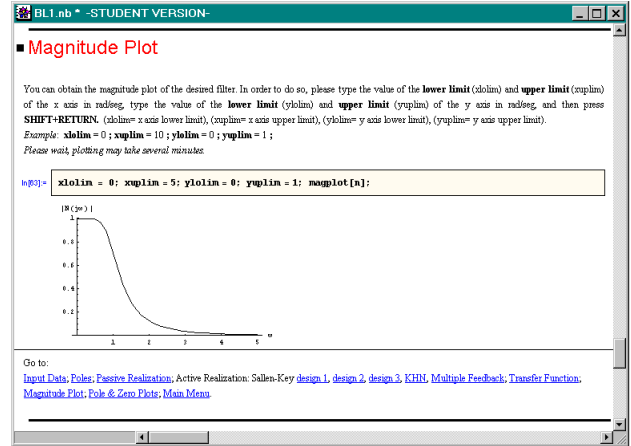 BL1.nb * -STUDENT VERSION-
Magnitude Plot
You can obtain the magnitude plot of the desired filter. In order to do so, please type the value of the lower limit (xlolim) and upper limit (xuplim)
of the x axis in rad/seg, type the value of the lower limit (ylolim) and upper limit (yuplim) of the y axis in rad/seg, and then press
SHIFT+RETURN. (xlolim= x axis lower limit), (xuplim= x axis upper limit), (ylolim= y axis lower limit), (yuplim= y axis upper limit).
Example: xlolim = 0 ; xuplim = 10 ; ylolim = 0 ; yuplim = 1 ;
Please wait, plotting may take several minutes.
In[63]:= xlolim = 0; xuplim = 5; ylolim = 0; yuplim = 1; magplot[n];
|N(jw)|
1
0.8
0.6
0.4
0.2
1 2 3 4 5 w
Go to:
Input Data; Poles; Passive Realization; Active Realization: Sallen-Key design 1, design 2, design 3, KHN, Multiple Feedback; Transfer Function;
Magnitude Plot; Pole & Zero Plots; Main Menu.